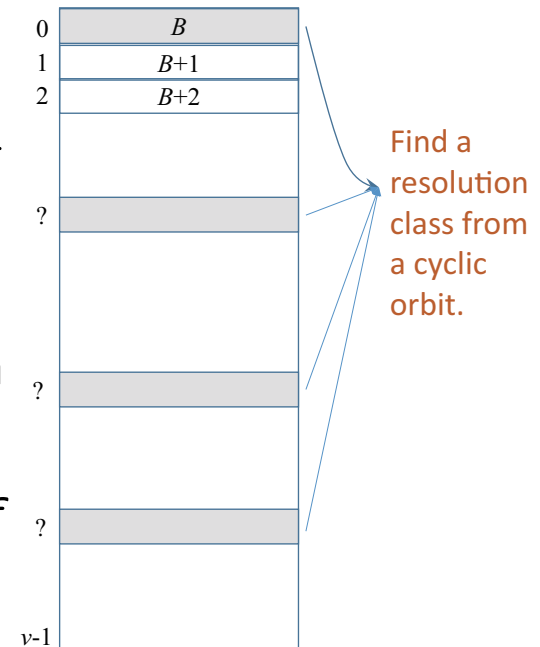 0 B
1 B+1
2 B+2
?
?
?
v-1
Find a
resolution
class from
a cyclic
orbit.